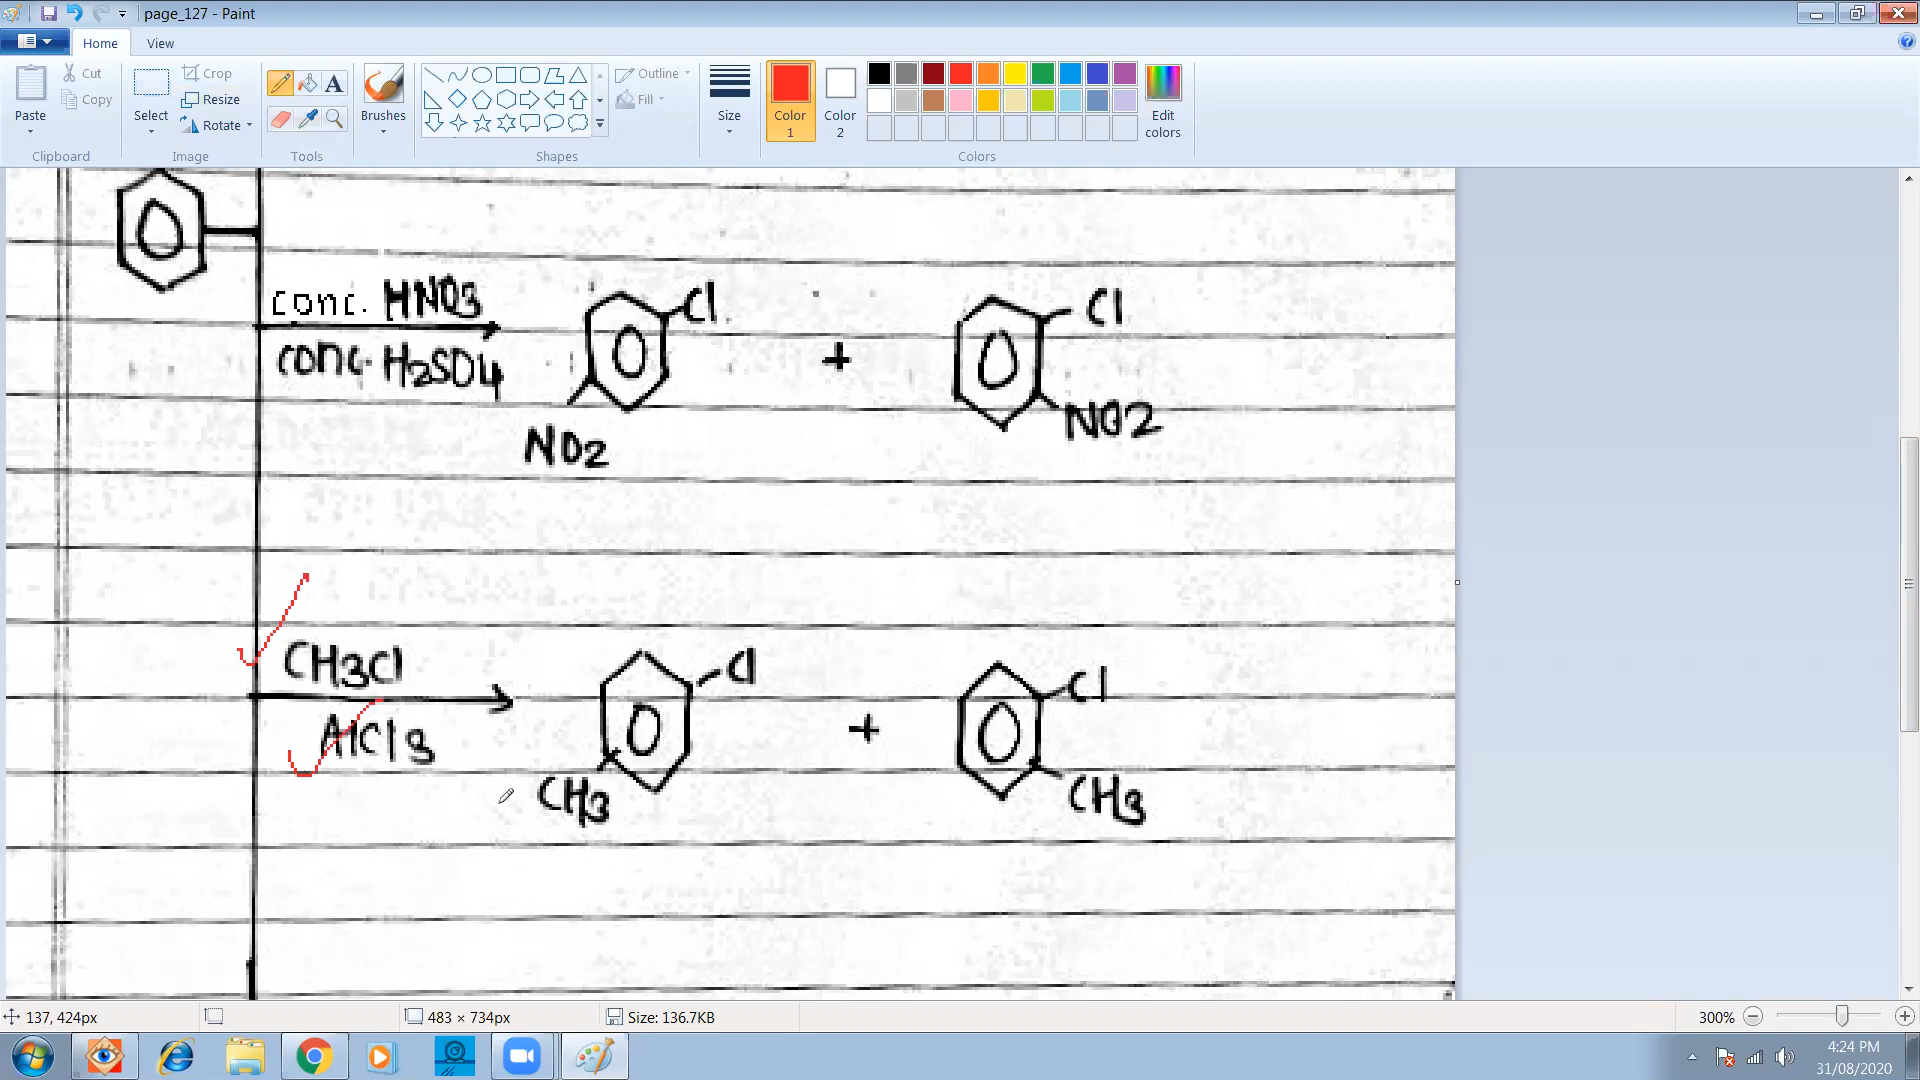 page_127 - Paint
Home View
Paste
Cut
Copy
Clipboard
Select
Crop
Resize
Rotate
Image
Tools
Brushes
Shapes
Outline
Fill
Size
Color 1
Color 2
Edit colors
Colors
conc. HNO3
conc. H2SO4
Cl
NO2
+
Cl
NO2
CH3Cl
AlCl3
Cl
CH3
+
Cl
CH3
137, 424px
483 × 734px
Size: 136.7KB
300%
4:24 PM
31/08/2020